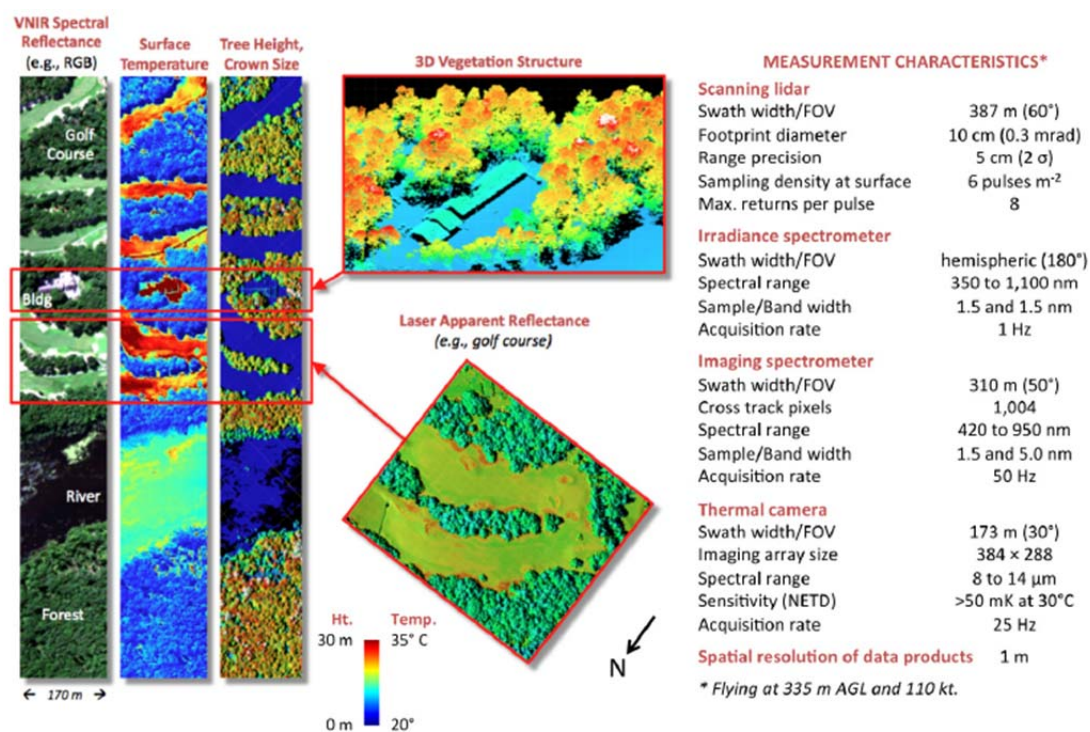 VNIR Spectral
Reflectance
(e.g., RGB)
Surface
Temperature
Tree Height,
Crown Size
Golf
Course
Bldg
River
Forest
← 170 m →
3D Vegetation Structure
Laser Apparent Reflectance
(e.g., golf course)
Ht. Temp.
30 m 35° C
0 m 20°
N
MEASUREMENT CHARACTERISTICS*
Scanning lidar
Swath width/FOV 387 m (60°)
Footprint diameter 10 cm (0.3 mrad)
Range precision 5 cm (2 σ)
Sampling density at surface 6 pulses m⁻²
Max. returns per pulse 8
Irradiance spectrometer
Swath width/FOV hemispheric (180°)
Spectral range 350 to 1,100 nm
Sample/Band width 1.5 and 1.5 nm
Acquisition rate 1 Hz
Imaging spectrometer
Swath width/FOV 310 m (50°)
Cross track pixels 1,004
Spectral range 420 to 950 nm
Sample/Band width 1.5 and 5.0 nm
Acquisition rate 50 Hz
Thermal camera
Swath width/FOV 173 m (30°)
Imaging array size 384 × 288
Spectral range 8 to 14 μm
Sensitivity (NETD) >50 mK at 30°C
Acquisition rate 25 Hz
Spatial resolution of data products 1 m
* Flying at 335 m AGL and 110 kt.